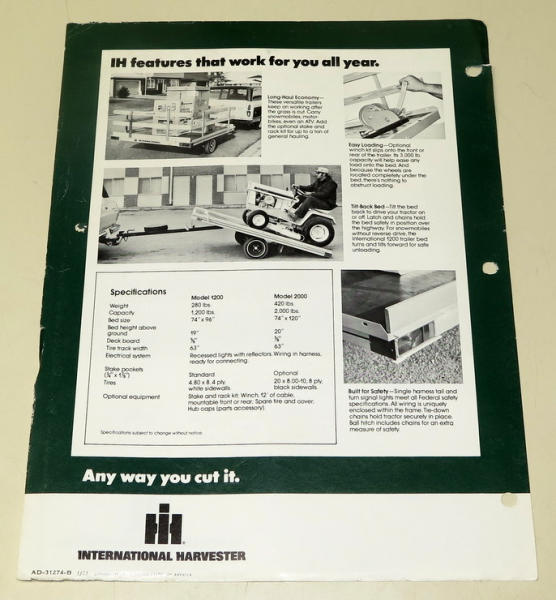 IH features that work for you all year.
Long-Haul Economy—
These versatile trailers
keep on working after
the grass is cut. Carry
snowmobiles, motor-
bikes, even an ATV. Add
the optional stake and
rack kit for up to a ton of
general hauling.
Easy Loading—Optional
winch kit slips onto the front or
rear of the trailer. Its 3,000 lb.
capacity will help ease any
load onto the bed. And
because the wheels are
located completely under the
bed, there's nothing to
obstruct loading.
Tilt-Back Bed—Tilt the bed
back to drive your tractor on
or off. Latch and chains hold
the bed safely in position over
the highway. For snowmobiles
without reverse drive, the
International 1200 trailer bed
turns and tilts forward for safe
unloading.
Specifications
Model 1200 Model 2000
Weight 280 lbs. 420 lbs.
Capacity 1,200 lbs. 2,000 lbs.
Bed size 74" x 96" 74" x 120"
Bed height above
ground 19" 20"
Deck board ⅝" ⅝"
Tire track width 63" 63"
Electrical system Recessed lights with reflectors. Wiring in harness,
ready for connecting.
Stake pockets Standard Optional
Tires 4.80 x 8, 4 ply, 20 x 8.00-10, 8 ply,
white sidewalls black sidewalls.
Optional equipment Stake and rack kit; Winch, 12' of cable,
mountable front or rear; Spare tire and cover;
Hub caps (parts accessory).
Specifications subject to change without notice.
Built for Safety—Single harness tail and
turn signal lights meet all Federal safety
specifications. All wiring is uniquely
enclosed within the frame. Tie-down
chains hold tractor securely in place.
Ball hitch includes chains for an extra
measure of safety.
Any way you cut it.
IH
INTERNATIONAL HARVESTER
AD-31274-B